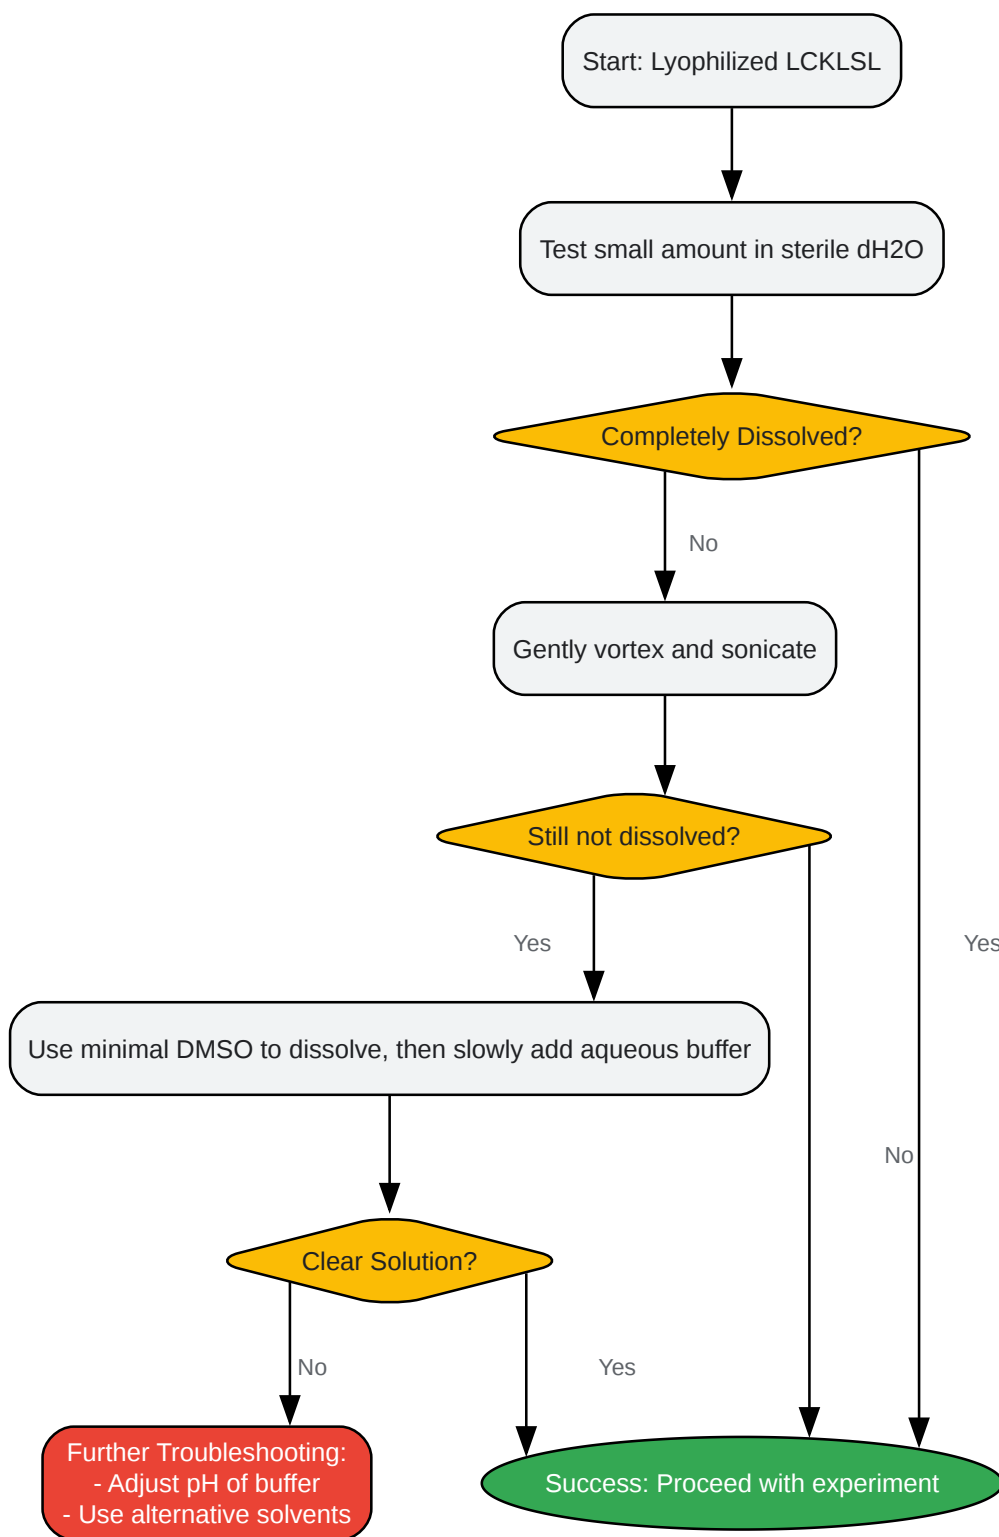 Start: Lyophilized LCKLSL
Test small amount in sterile dH2O
Completely Dissolved?
No
Gently vortex and sonicate
Still not dissolved?
Yes
Yes
Use minimal DMSO to dissolve, then slowly add aqueous buffer
No
Clear Solution?
No
Yes
Further Troubleshooting:
- Adjust pH of buffer
- Use alternative solvents
Success: Proceed with experiment